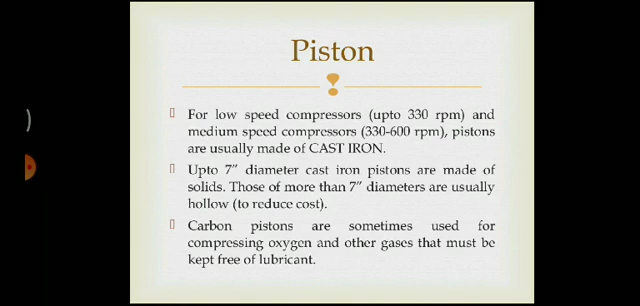 Piston
For low speed compressors (upto 330 rpm) and
medium speed compressors (330-600 rpm), pistons
are usually made of CAST IRON.
Upto 7″ diameter cast iron pistons are made of
solids. Those of more than 7″ diameters are usually
hollow (to reduce cost).
Carbon pistons are sometimes used for
compressing oxygen and other gases that must be
kept free of lubricant.